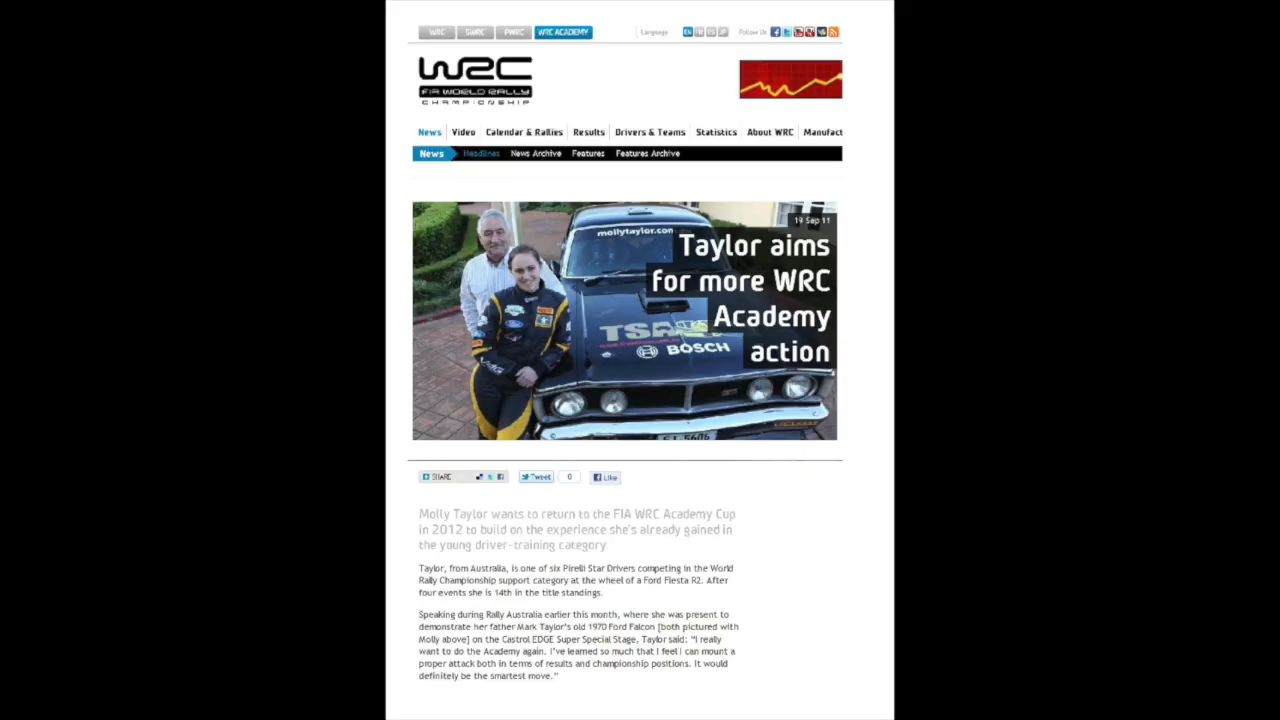 WRC SWRC PWRC WRC ACADEMY Language EN FR ES JP Follow Us
WRC
FIA WORLD RALLY
CHAMPIONSHIP
News Video Calendar & Rallies Results Drivers & Teams Statistics About WRC Manufact
News Headlines News Archive Features Features Archive
19 Sep 11
mollytaylor.com
Taylor aims
for more WRC
Academy
action
TSA
BOSCH
SHARE Tweet 0 Like
Molly Taylor wants to return to the FIA WRC Academy Cup
in 2012 to build on the experience she's already gained in
the young driver-training category.
Taylor, from Australia, is one of six Pirelli Star Drivers competing in the World
Rally Championship support category at the wheel of a Ford Fiesta R2. After
four events she is 14th in the title standings.
Speaking during Rally Australia earlier this month, where she was present to
demonstrate her father Mark Taylor's old 1970 Ford Falcon [both pictured with
Molly above] on the Castrol EDGE Super Special Stage, Taylor said: "I really
want to do the Academy again. I've learned so much that I feel I can mount a
proper attack both in terms of results and championship positions. It would
definitely be the smartest move."